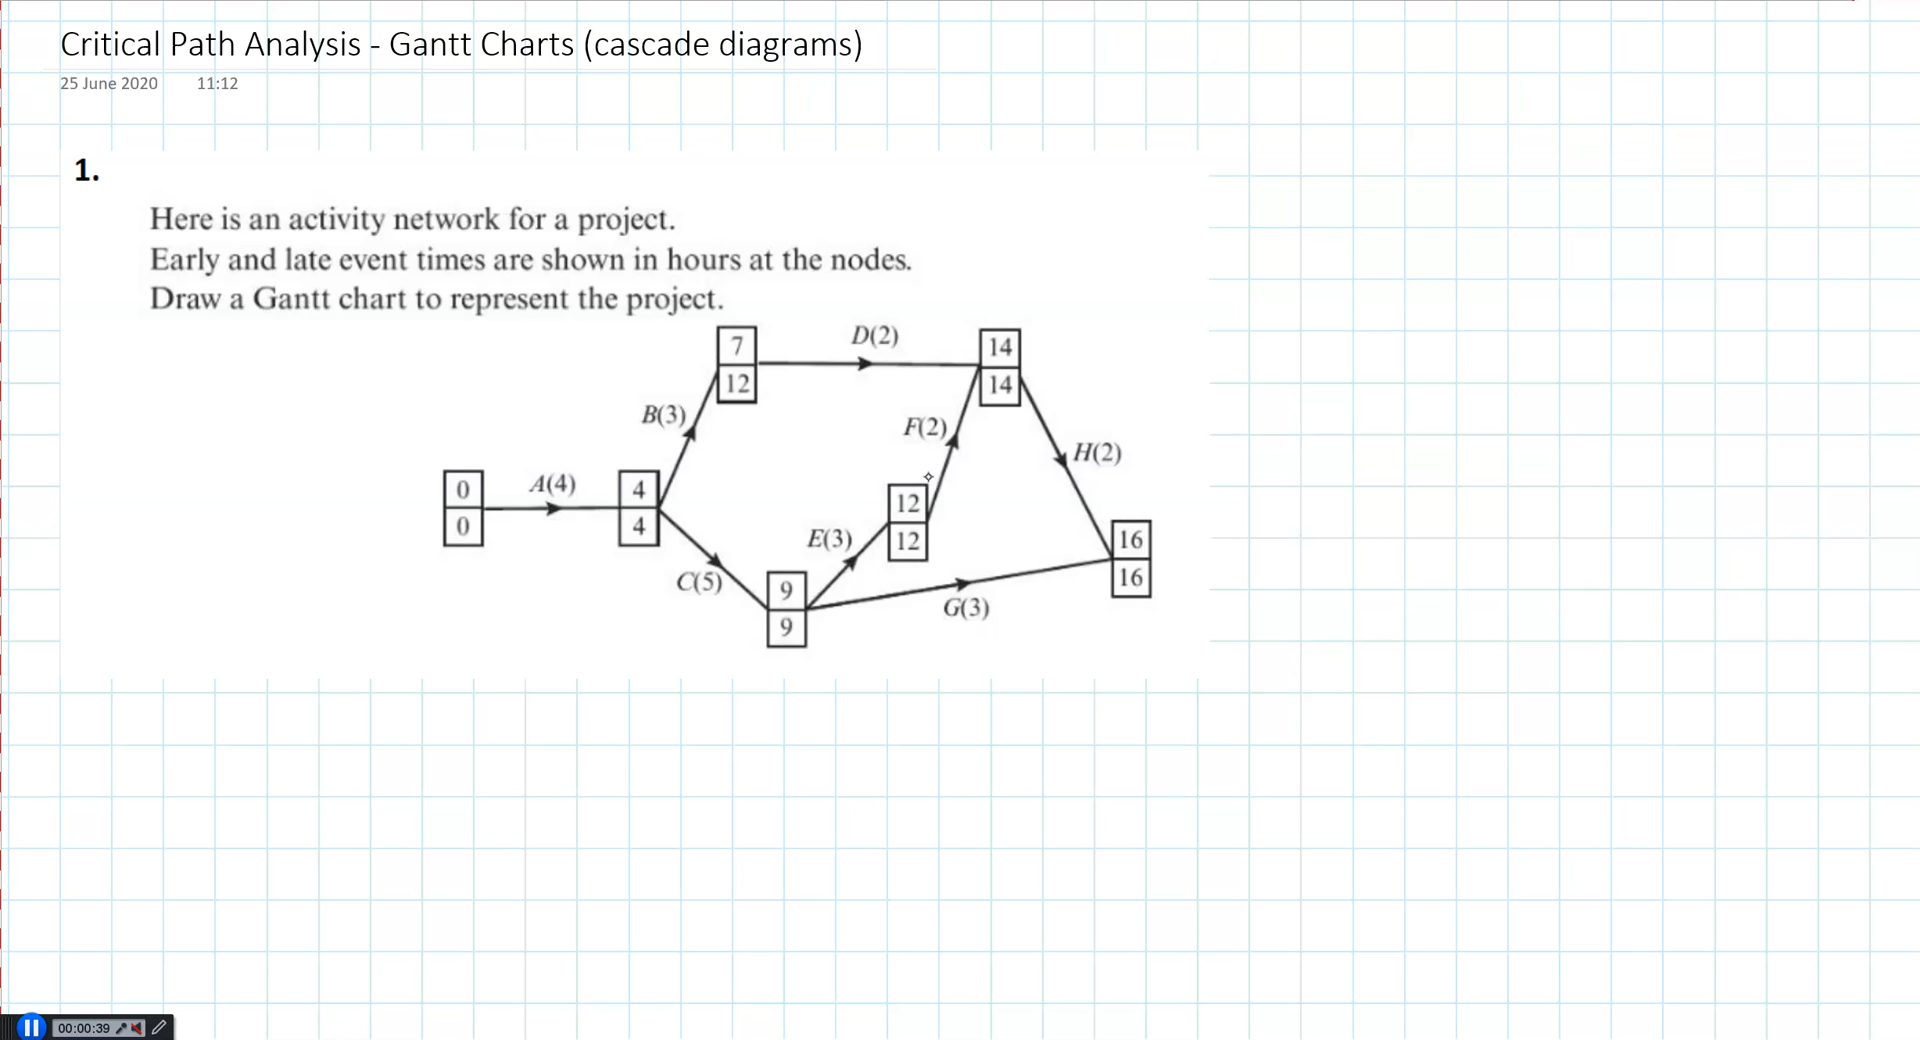 Critical Path Analysis - Gantt Charts (cascade diagrams)
25 June 2020 11:12
1.
Here is an activity network for a project.
Early and late event times are shown in hours at the nodes.
Draw a Gantt chart to represent the project.
7
12
D(2)
14
14
B(3)
F(2)
H(2)
0
0
A(4)
4
4
12
12
E(3)
16
16
C(5)
9
9
G(3)
00:00:39